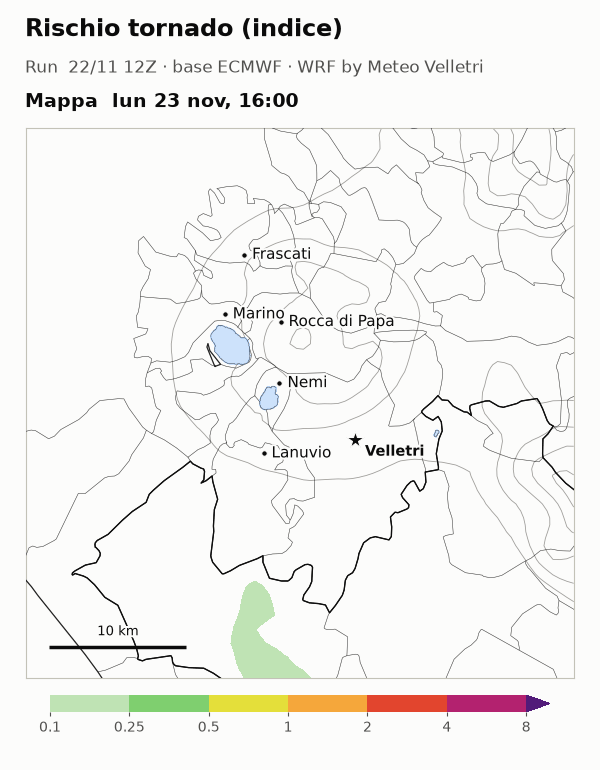 Rischio tornado (indice)
Run  22/11 12Z · base ECMWF · WRF by Meteo Velletri
Mappa  lun 23 nov, 16:00
Frascati
Marino
Rocca di Papa
Nemi
Velletri
Lanuvio
10 km
0.1 0.25 0.5 1 2 4 8